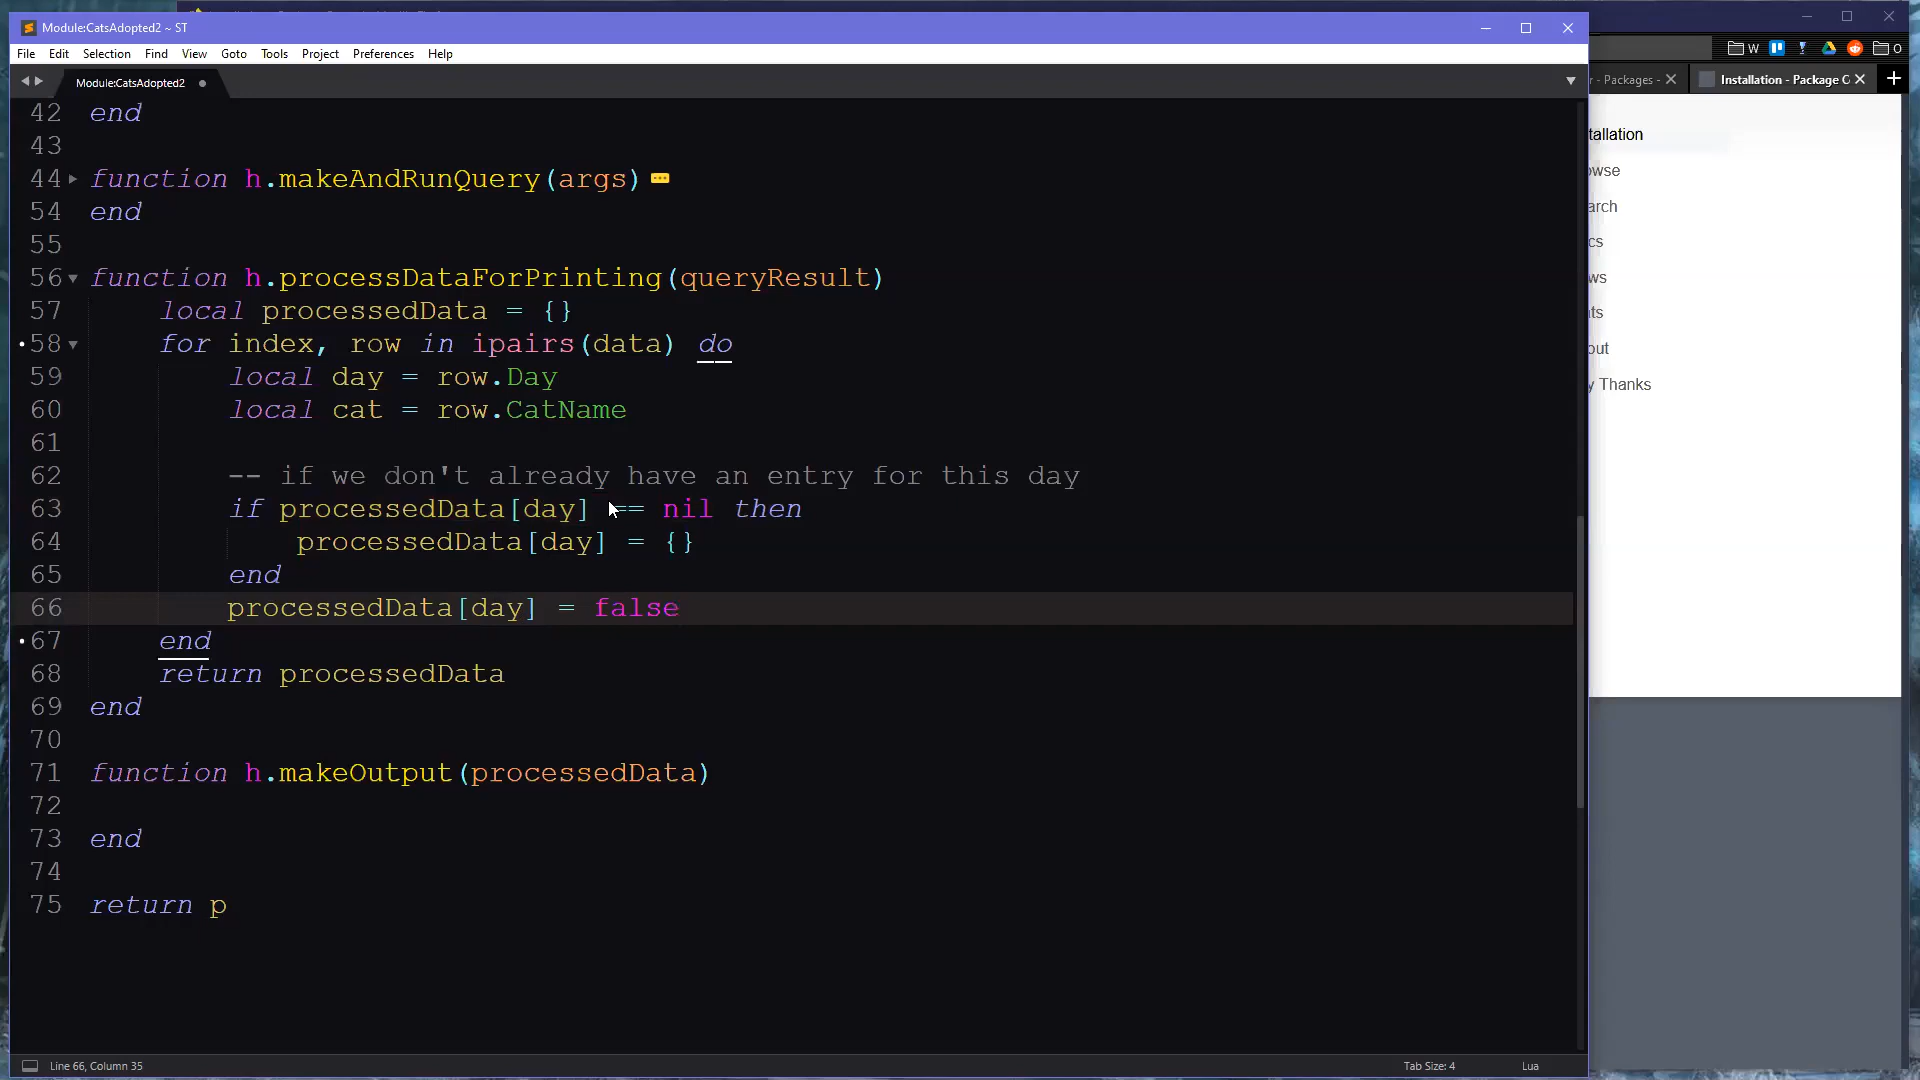 Module:CatsAdopted2 ~ ST
File Edit Selection Find View Goto Tools Project Preferences Help
W O
Module:CatsAdopted2
r - Packages - Installation - Package C
42 end
43
44 function h.makeAndRunQuery(args)
54 end
55
56 function h.processDataForPrinting(queryResult)
57 local processedData = {}
58 for index, row in ipairs(data) do
59 local day = row.Day
60 local cat = row.CatName
61
62 -- if we don't already have an entry for this day
63 if processedData[day] == nil then
64 processedData[day] = {}
65 end
66 processedData[day] = false
67 end
68 return processedData
69 end
70
71 function h.makeOutput(processedData)
72
73 end
74
75 return p
tallation
owse
arch
cs
ws
ts
out
y Thanks
Line 66, Column 35
Tab Size: 4
Lua